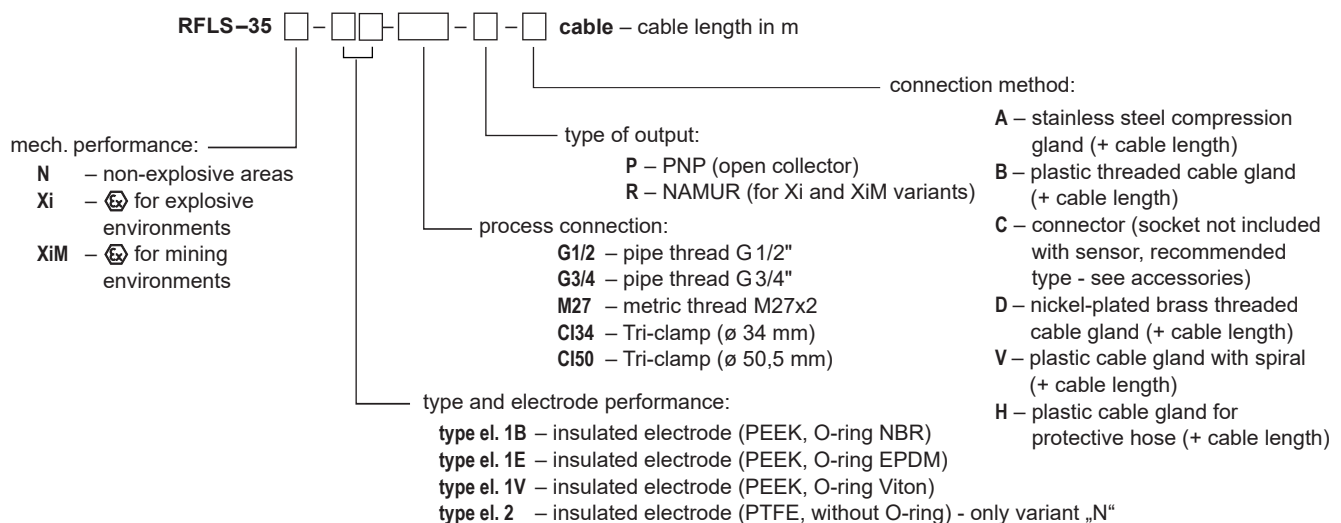 RFLS–35 – – – – cable – cable length in m
connection method:
A – stainless steel compression
gland (+ cable length)
B – plastic threaded cable gland
(+ cable length)
C – connector (socket not included
with sensor, recommended
type - see accessories)
D – nickel-plated brass threaded
cable gland (+ cable length)
V – plastic cable gland with spiral
(+ cable length)
H – plastic cable gland for
protective hose (+ cable length)
type of output:
P – PNP (open collector)
R – NAMUR (for Xi and XiM variants)
mech. performance:
N – non-explosive areas
Xi – Ex for explosive
environments
XiM – Ex for mining
environments
process connection:
G1/2 – pipe thread G 1/2"
G3/4 – pipe thread G 3/4"
M27 – metric thread M27x2
Cl34 – Tri-clamp (ø 34 mm)
Cl50 – Tri-clamp (ø 50,5 mm)
type and electrode performance:
type el. 1B – insulated electrode (PEEK, O-ring NBR)
type el. 1E – insulated electrode (PEEK, O-ring EPDM)
type el. 1V – insulated electrode (PEEK, O-ring Viton)
type el. 2 – insulated electrode (PTFE, without O-ring) - only variant „N“